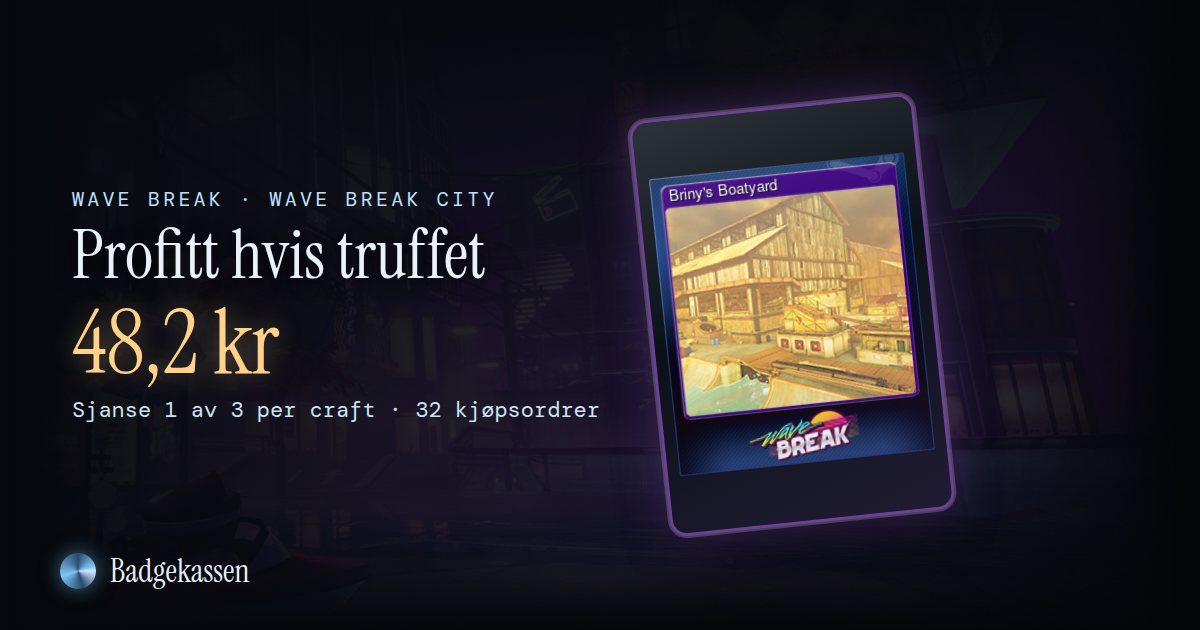 WAVE BREAK · WAVE BREAK CITY
Profitt hvis truffet
48,2 kr
Sjanse 1 av 3 per craft · 32 kjøpsordrer
Briny's Boatyard
wave
BREAK
Badgekassen